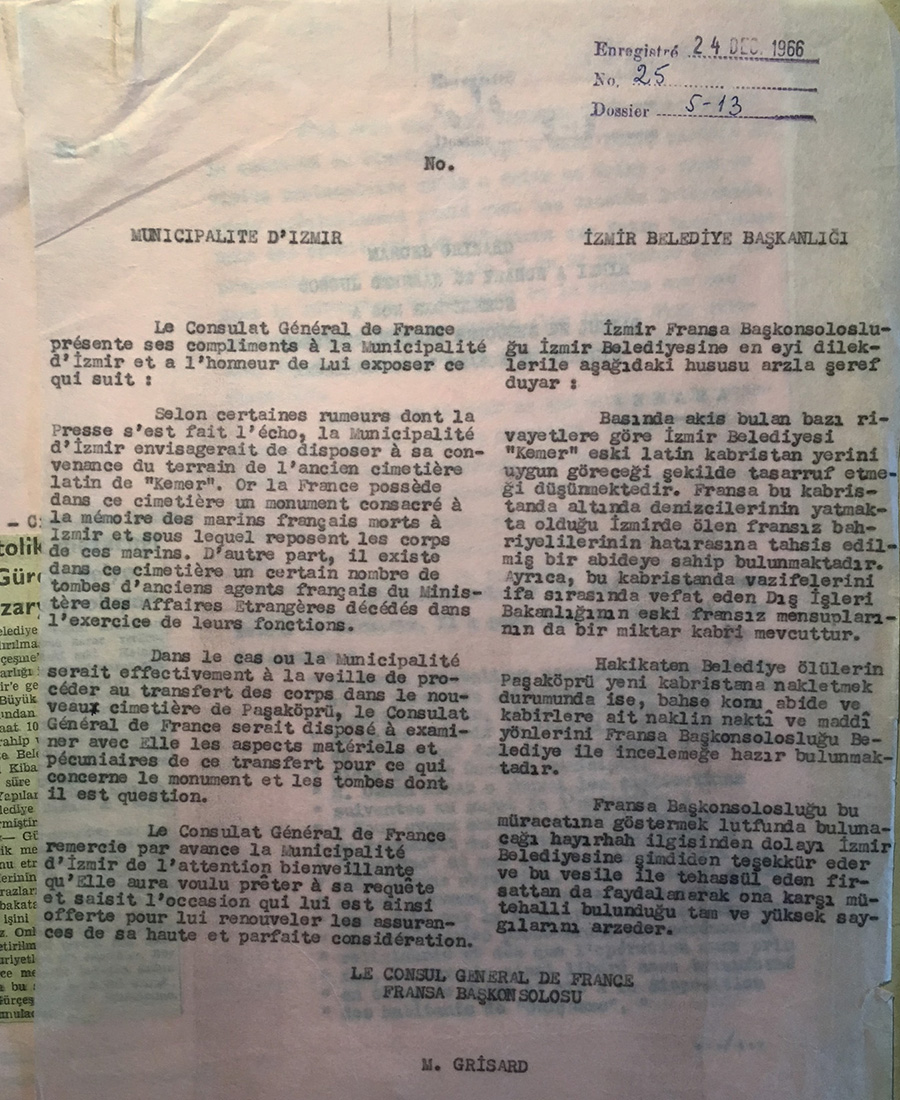 Enregistré 24 DEC. 1966
No. 25
Dossier 5-13
No.
MUNICIPALITE D'IZMIR
Le Consulat Général de France
présente ses compliments à la Municipalité
d'İzmir et a l'honneur de Lui exposer ce
qui suit :
Selon certaines rumeurs dont la
Presse s'est fait l'écho, la Municipalité
d'İzmir envisagerait de disposer à sa con-
venance du terrain de l'ancien cimetière
latin de "Kemer". Or la France possède
dans ce cimetière un monument consacré à
la mémoire des marins français morts à
Izmir et sous lequel reposent les corps
de ces marins. D'autre part, il existe
dans ce cimetière un certain nombre de
tombes d'anciens agents français du Minis-
tère des Affaires Etrangères décédés dans
l'exercice de leurs fonctions.
Dans le cas ou la Municipalité
serait effectivement à la veille de pro-
céder au transfert des corps dans le nou-
veaux cimetière de Paşaköprü, le Consulat
Général de France serait disposé à exami-
ner avec Elle les aspects matériels et
pécuniaires de ce transfert pour ce qui
concerne le monument et les tombes dont
il est question.
Le Consulat Général de France
remercie par avance la Municipalité
d'İzmir de l'attention bienveillante
qu'Elle aura voulu prêter à sa requête
et saisit l'occasion qui lui est ainsi
offerte pour lui renouveler les assuran-
ces de sa haute et parfaite considération.
İZMİR BELEDİYE BAŞKANLIĞI
İzmir Fransa Başkonsoloslu-
ğu İzmir Belediyesine en eyi dilek-
lerile aşağıdaki hususu arzla şeref
duyar :
Basında akis bulan bazı ri-
vayetlere göre İzmir Belediyesi
"Kemer" eski latin kabristan yerini
uygun göreceği şekilde tasarruf etme-
ği düşünmektedir. Fransa bu kabris-
tanda altında denizcilerinin yatmak-
ta olduğu İzmirde ölen fransız bah-
riyelilerinin hatırasına tahsis edil-
miş bir abideye sahip bulunmaktadır.
Ayrıca, bu kabristanda vazifelerini
ifa sırasında vefat eden Dış İşleri
Bakanlığının eski fransız mensupları-
nın da bir miktar kabri mevcuttur.
Hakikaten Belediye ölülerin
Paşaköprü yeni kabristana nakletmek
durumunda ise, bahse konu abide ve
kabirlere ait naklin naktî ve maddî
yönlerini Fransa Başkonsolosluğu Be-
lediye ile incelemeğe hazır bulunmak-
tadır.
Fransa Başkonsolosluğu bu
müracatına göstermek lutfunda buluna-
cağı hayırhah ilgisinden dolayı İzmir
Belediyesine şimdiden teşekkür eder
ve bu vesile ile tehassül eden fir-
sattan da faydalanarak ona karşı mü-
tehalli bulunduğu tam ve yüksek say-
gılarını arzeder.
LE CONSUL GENERAL DE FRANCE
FRANSA BAŞKONSOLOSU
M. GRISARD